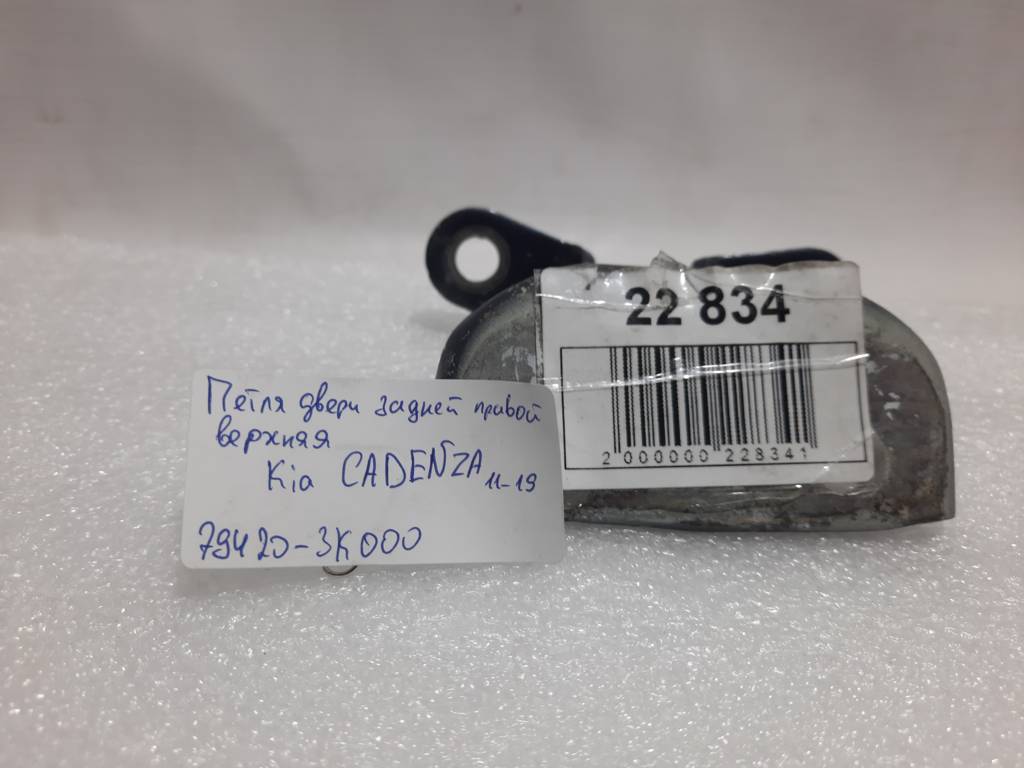 22 834
2 000000 228341
Петля двери задней правой
верхняя
Kia CADENZA 11-19
79420-3K000